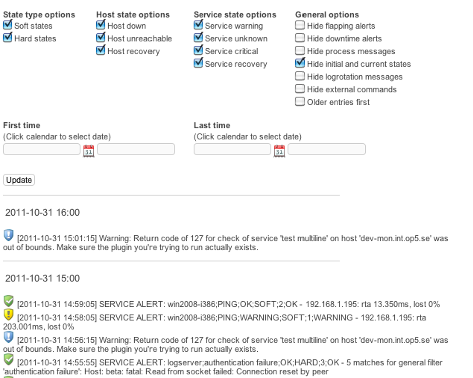 State type options Host state options Service state options General options
Soft states Host down Service warning Hide flapping alerts
Hard states Host unreachable Service unknown Hide downtime alerts
Host recovery Service critical Hide process messages
Service recovery Hide initial and current states
Hide logrotation messages
Hide external commands
Older entries first
First time Last time
(Click calendar to select date) (Click calendar to select date)
31 31
Update
2011-10-31 16:00
[2011-10-31 15:01:15] Warning: Return code of 127 for check of service 'test multiline' on host 'dev-mon.int.op5.se' was
out of bounds. Make sure the plugin you're trying to run actually exists.
2011-10-31 15:00
[2011-10-31 14:59:05] SERVICE ALERT: win2008-i386;PING;OK;SOFT;2;OK - 192.168.1.195: rta 13.350ms, lost 0%
[2011-10-31 14:58:05] SERVICE ALERT: win2008-i386;PING;WARNING;SOFT;1;WARNING - 192.168.1.195: rta
203.001ms, lost 0%
[2011-10-31 14:56:15] Warning: Return code of 127 for check of service 'test multiline' on host 'dev-mon.int.op5.se' was
out of bounds. Make sure the plugin you're trying to run actually exists.
[2011-10-31 14:55:55] SERVICE ALERT: logserver;authentication failure;OK;HARD;3;OK - 5 matches for general filter
'authentication failure': Host: beta: fatal: Read from socket failed: Connection reset by peer